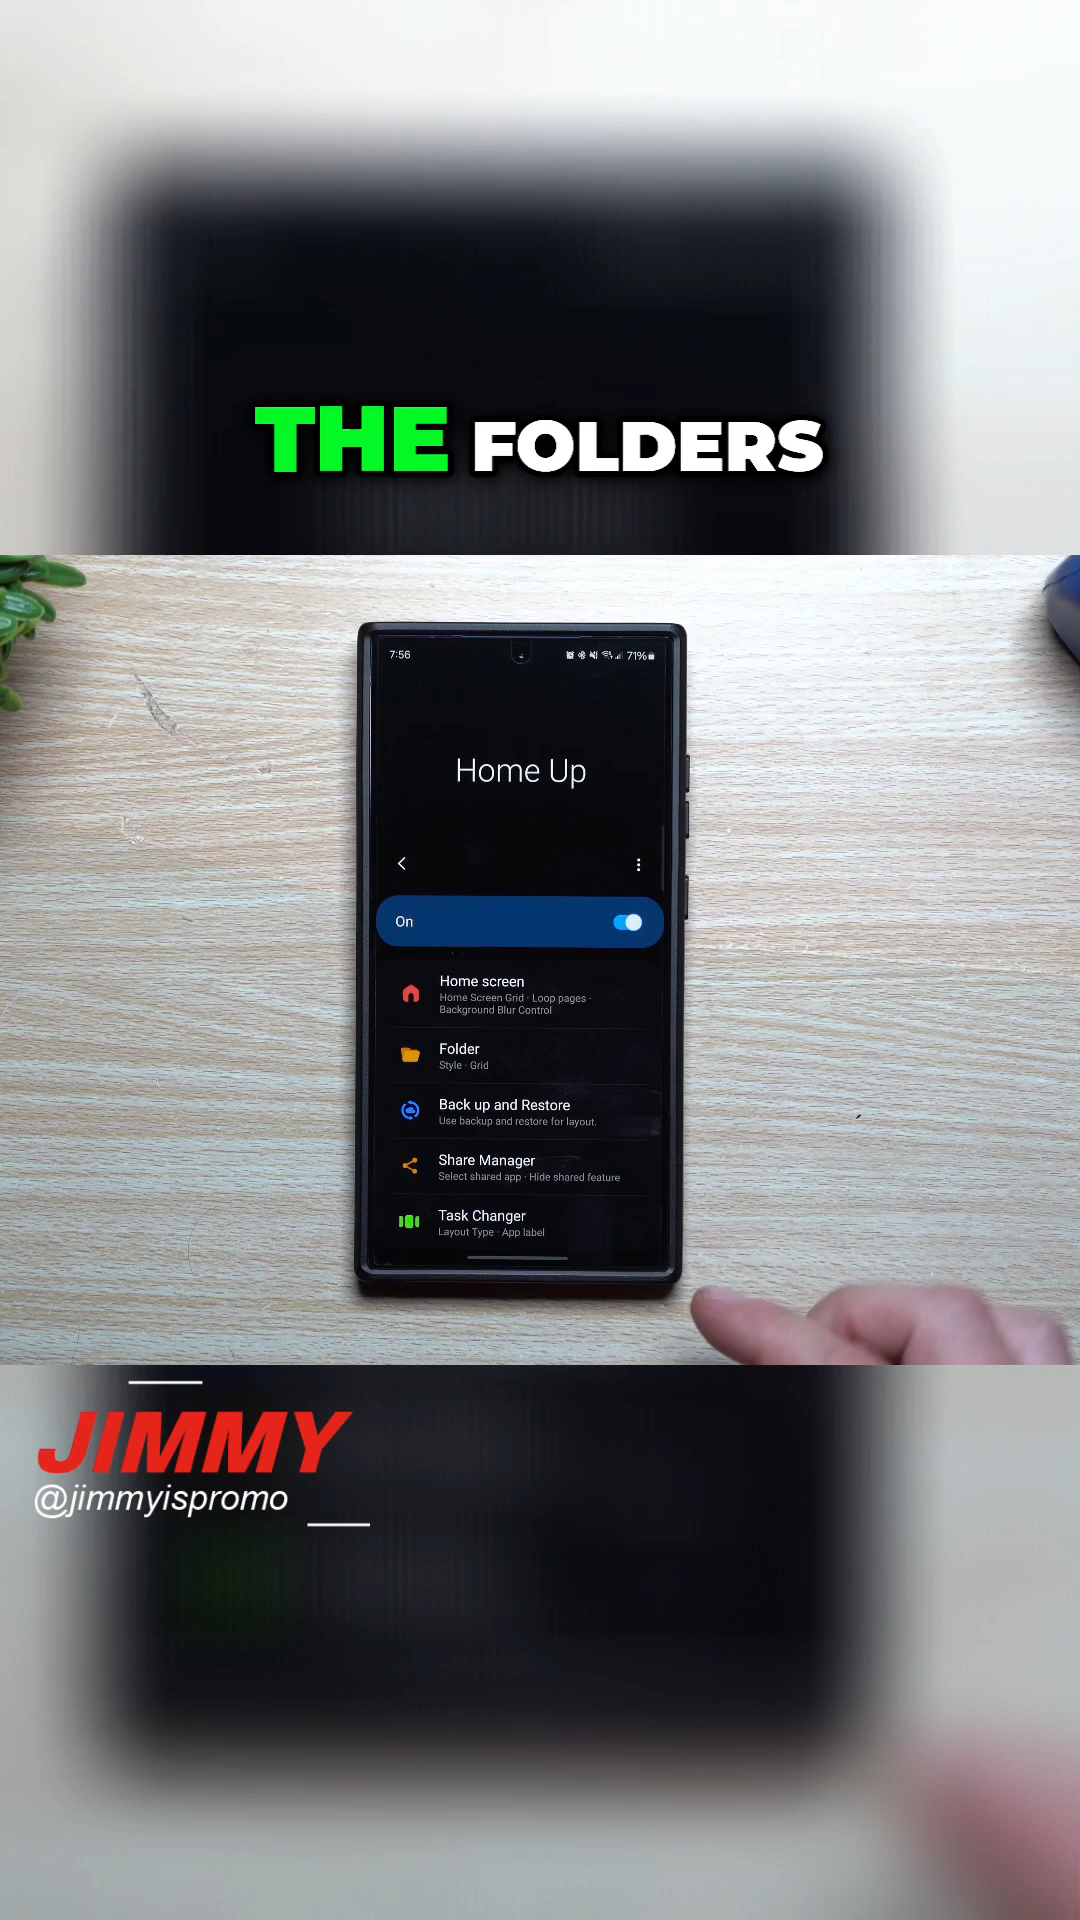 THE FOLDERS
7:56
71%
Home Up
On
Home screen
Home Screen Grid · Loop pages ·
Background Blur Control
Folder
Style · Grid
Back up and Restore
Use backup and restore for layout.
Share Manager
Select shared app · Hide shared feature
Task Changer
Layout Type · App label
JIMMY
@jimmyispromo